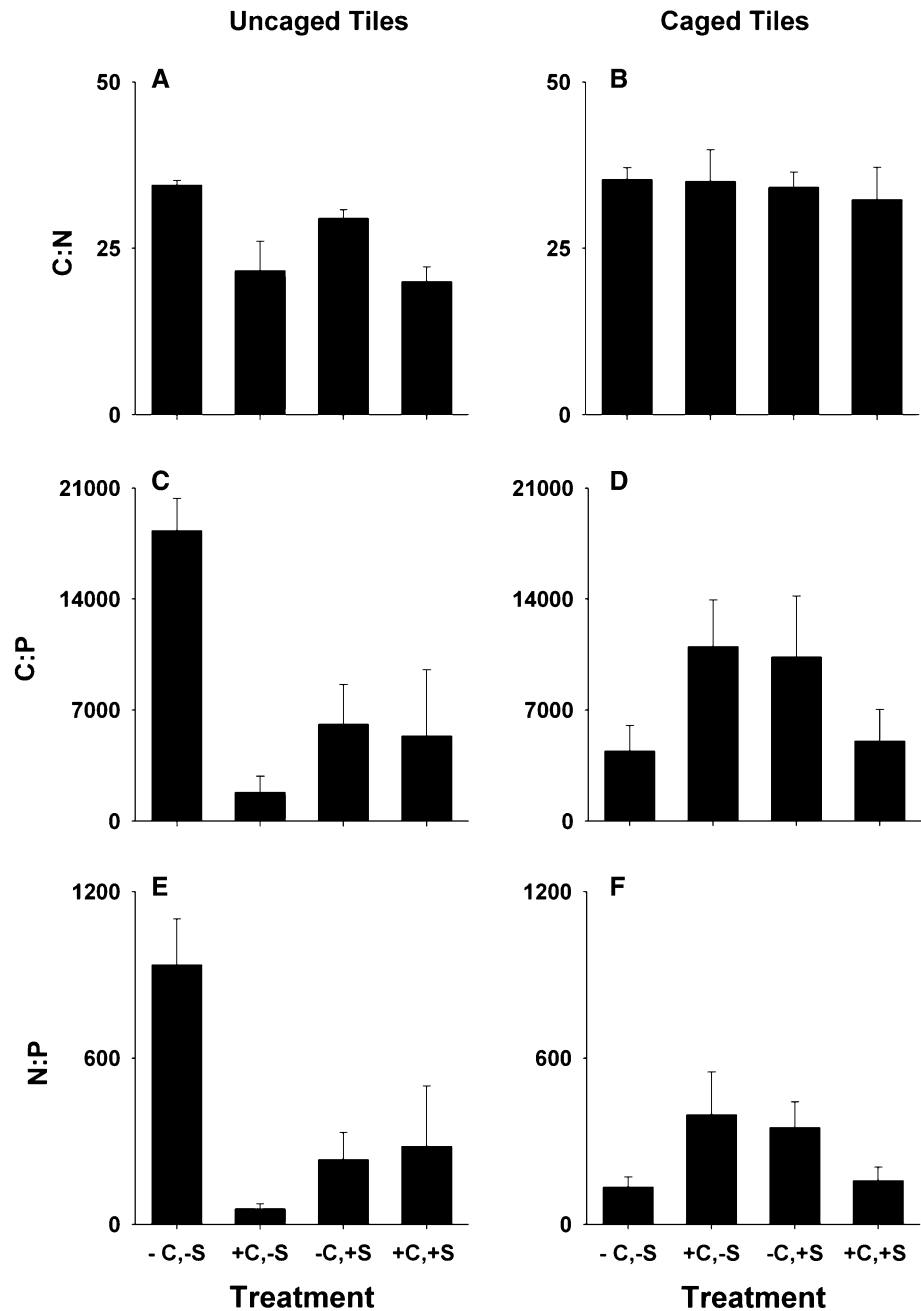 Uncaged Tiles
Caged Tiles
A
B
50
25
0
C:N
50
25
0
C
D
21000
14000
7000
0
C:P
21000
14000
7000
0
E
F
1200
600
0
N:P
1200
600
0
- C,-S +C,-S -C,+S +C,+S
- C,-S +C,-S -C,+S +C,+S
Treatment
Treatment